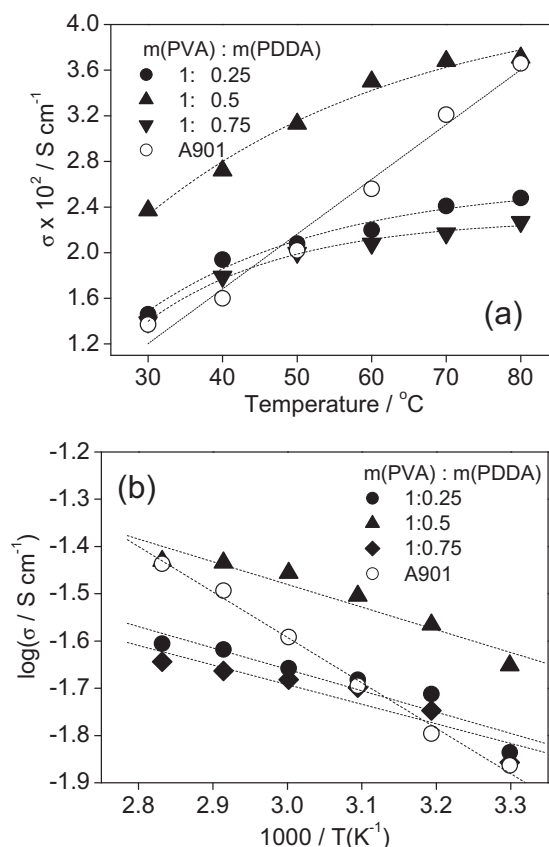 3.6
3.2
2.8
2.4
2.0
1.6
1.2
σ x 10² / S cm⁻¹
m(PVA) : m(PDDA)
1: 0.25
1: 0.5
1: 0.75
A901
(a)
30 40 50 60 70 80
Temperature / °C
-1.2
-1.3
-1.4
-1.5
-1.6
-1.7
-1.8
-1.9
log(σ / S cm⁻¹)
(b)
m(PVA) : m(PDDA)
1:0.25
1:0.5
1:0.75
A901
2.8 2.9 3.0 3.1 3.2 3.3
1000 / T(K⁻¹)